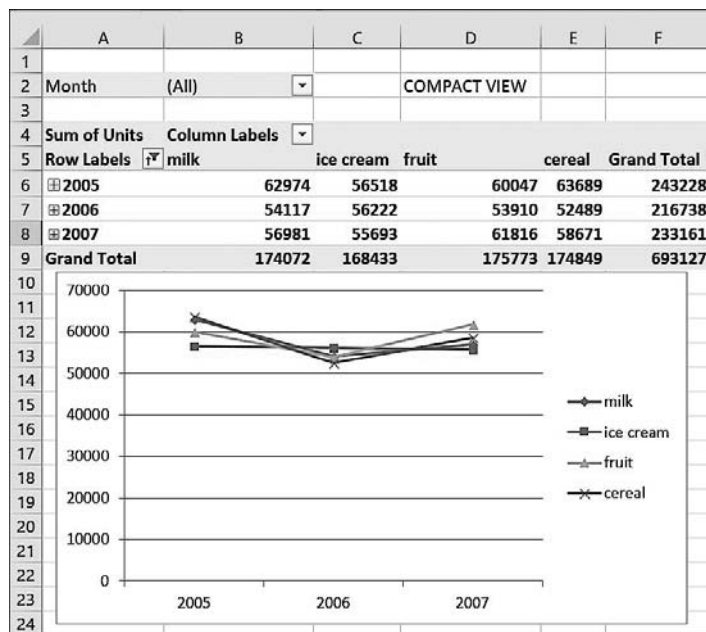 A B C D E F
1
2 Month (All) COMPACT VIEW
3
4 Sum of Units Column Labels
5 Row Labels milk ice cream fruit cereal Grand Total
6 2005 62974 56518 60047 63689 243228
7 2006 54117 56222 53910 52489 216738
8 2007 56981 55693 61816 58671 233161
9 Grand Total 174072 168433 175773 174849 693127
10
11
12
13
14
15
16
17
18
19
20
21
22
23
24
70000
60000
50000
40000
30000
20000
10000
0
2005 2006 2007
milk
ice cream
fruit
cereal